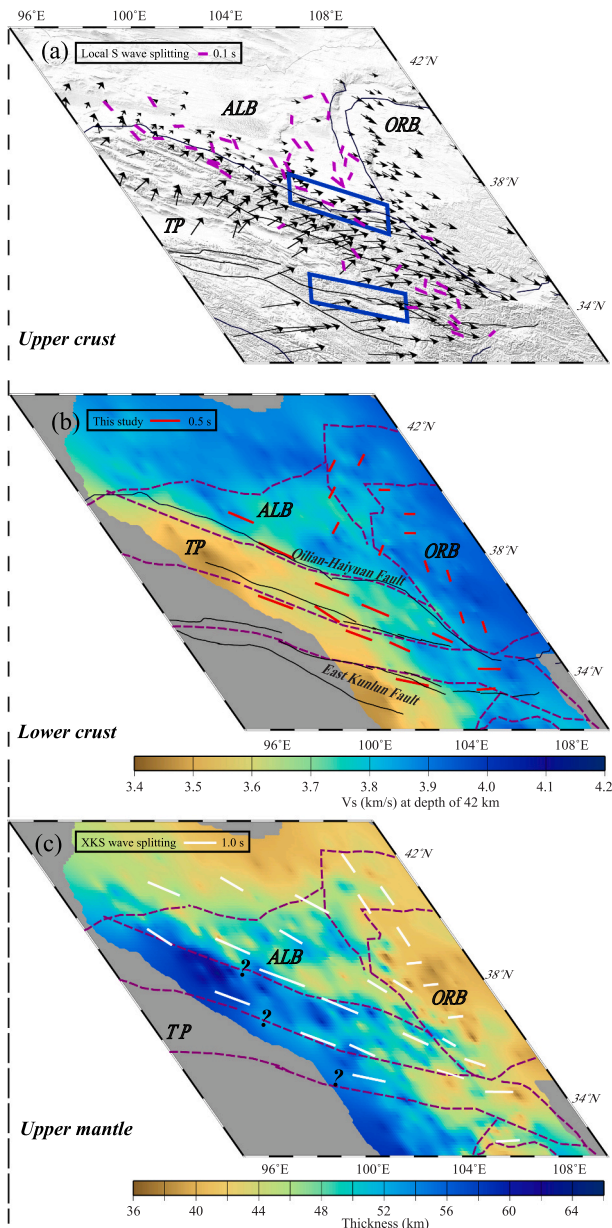 96°E 100°E 104°E 108°E
(a)
Local S wave splitting 0.1 s
42°N
ALB
ORB
38°N
TP
34°N
Upper crust
(b)
This study 0.5 s
42°N
ALB
TP
ORB
38°N
Qilian-Haiyuan Fault
34°N
East Kunlun Fault
Lower crust
96°E 100°E 104°E 108°E
3.4 3.5 3.6 3.7 3.8 3.9 4.0 4.1 4.2
Vs (km/s) at depth of 42 km
(c)
XKS wave splitting 1.0 s
42°N
ALB
?
38°N
ORB
?
TP
?
34°N
Upper mantle
96°E 100°E 104°E 108°E
36 40 44 48 52 56 60 64
Thickness (km)